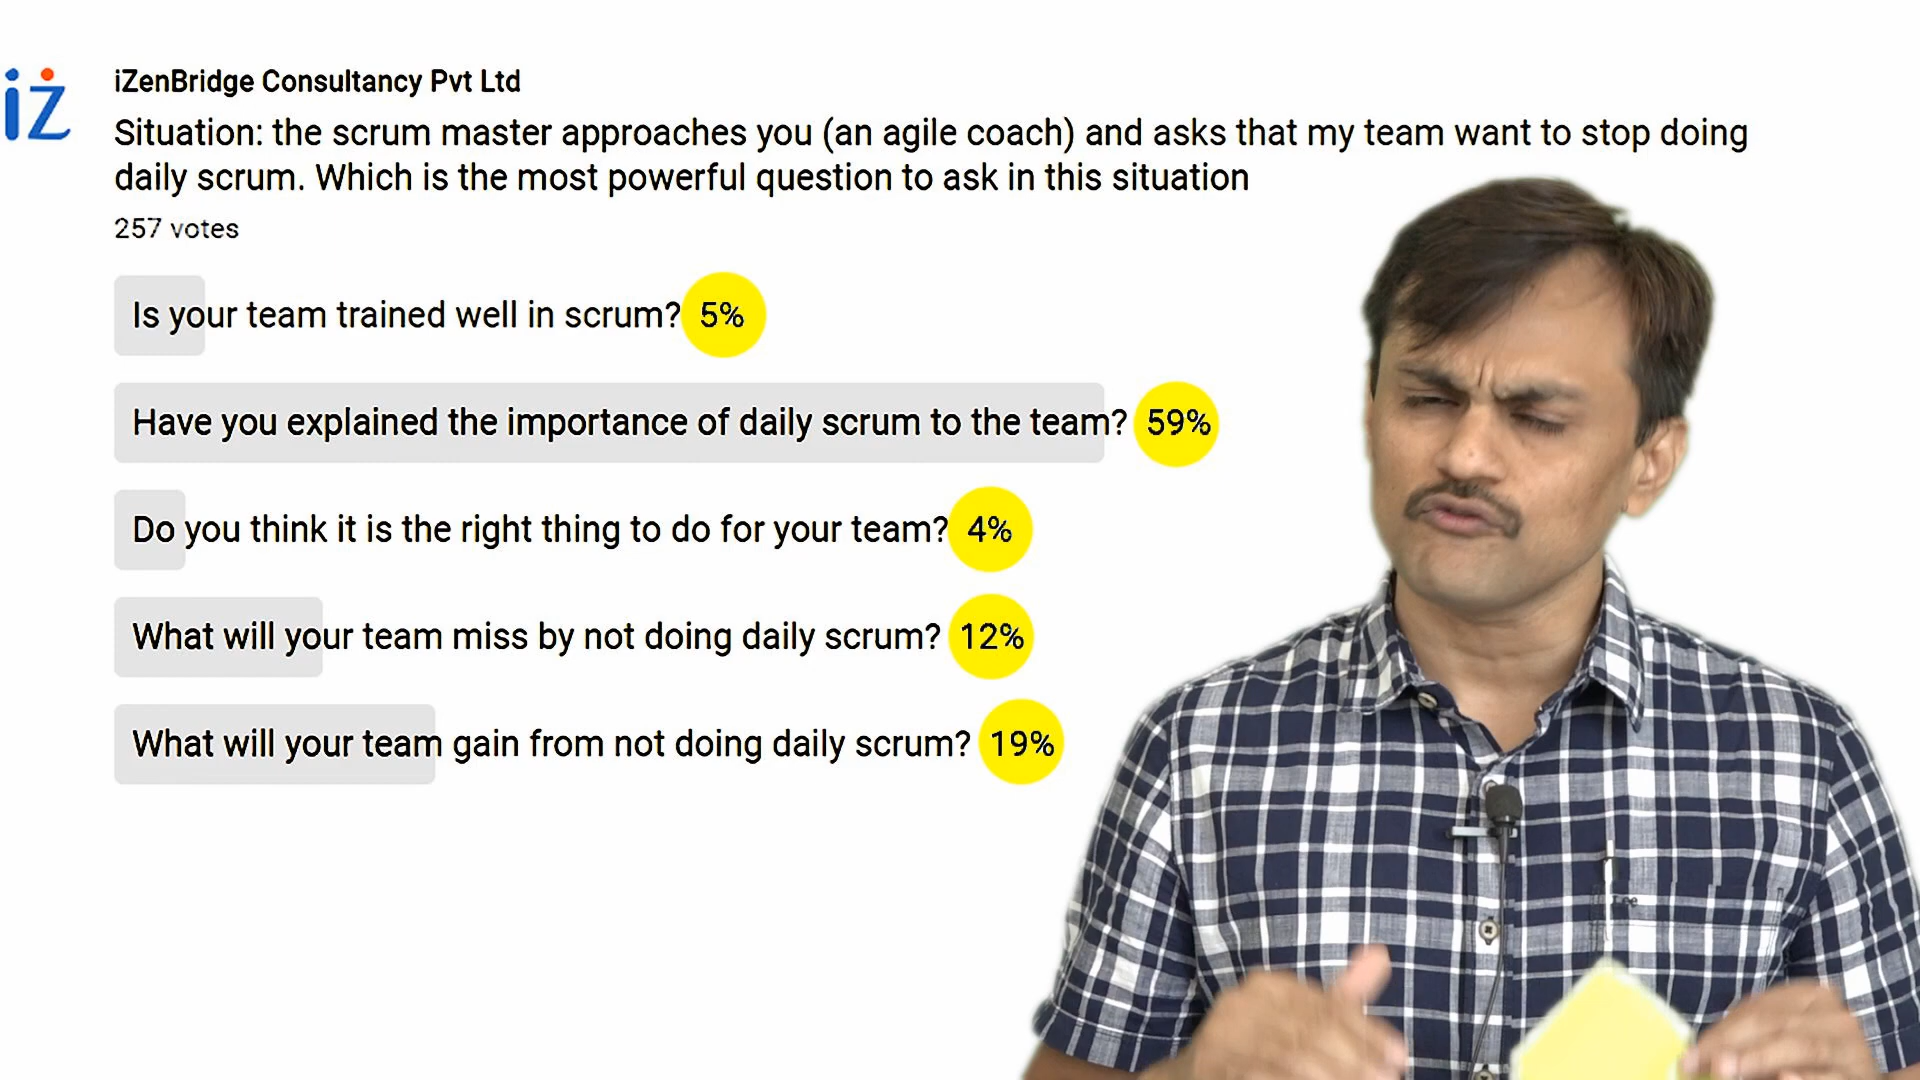 iZ
iZenBridge Consultancy Pvt Ltd
Situation: the scrum master approaches you (an agile coach) and asks that my team want to stop doing
daily scrum. Which is the most powerful question to ask in this situation
257 votes
Is your team trained well in scrum? 5%
Have you explained the importance of daily scrum to the team? 59%
Do you think it is the right thing to do for your team? 4%
What will your team miss by not doing daily scrum? 12%
What will your team gain from not doing daily scrum? 19%